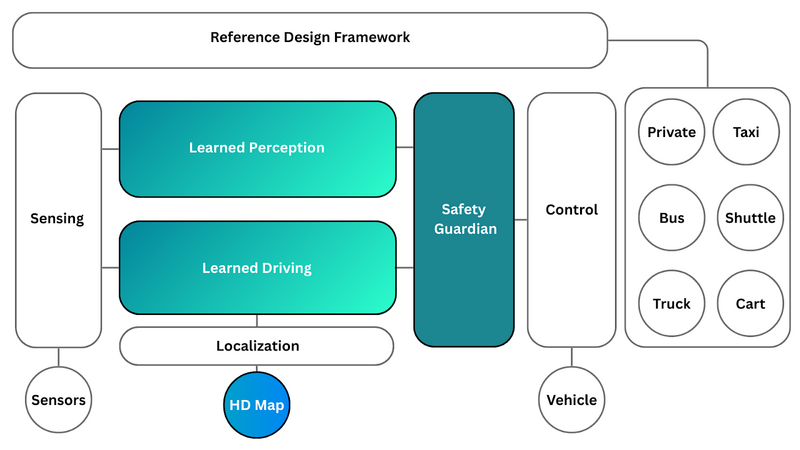 Reference Design Framework
Sensing
Learned Perception
Learned Driving
Localization
HD Map
Sensors
Safety
Guardian
Control
Vehicle
Private
Taxi
Bus
Shuttle
Truck
Cart